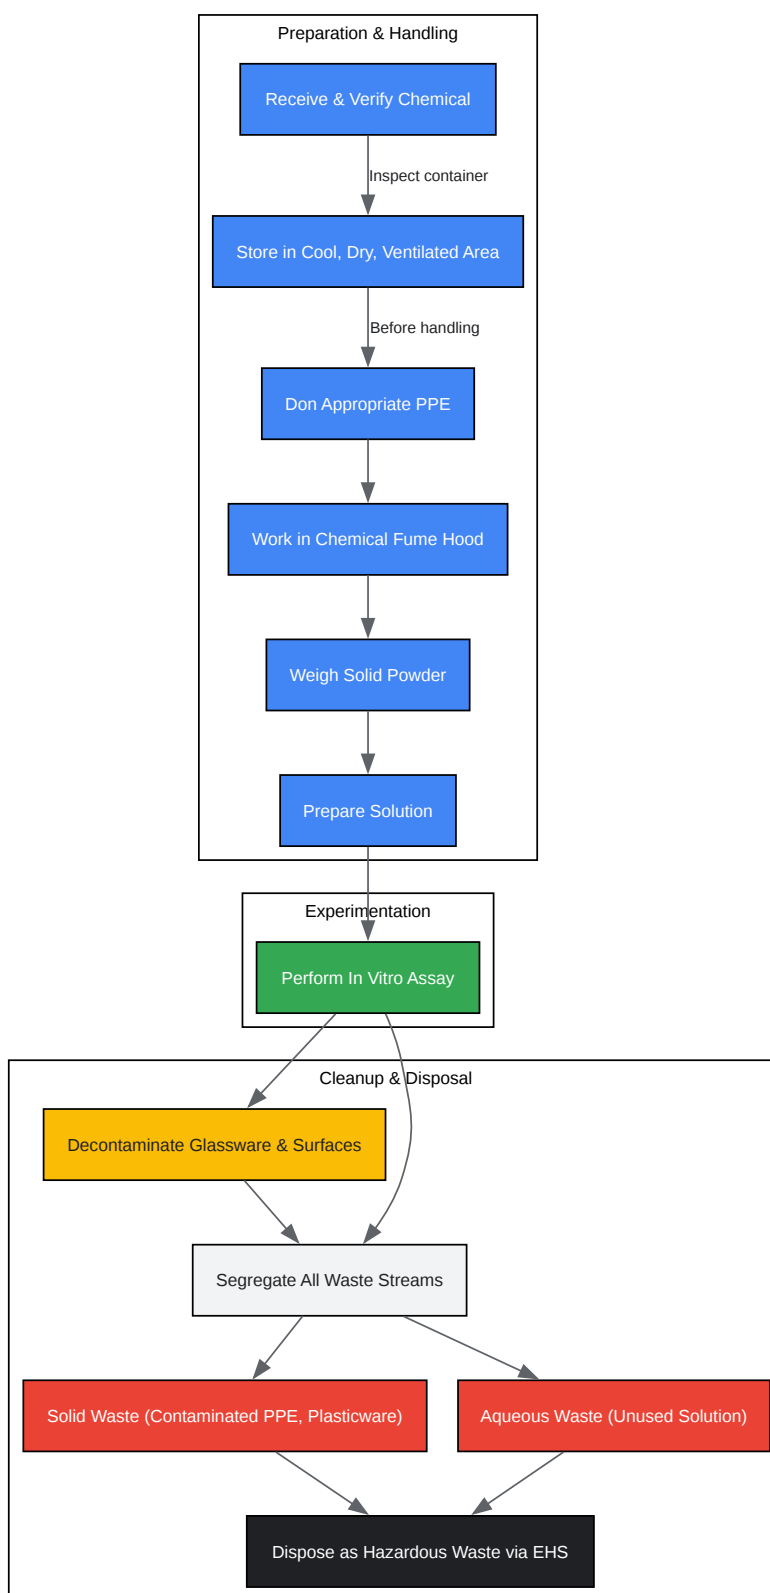 Preparation & Handling
Receive & Verify Chemical
Inspect container
Store in Cool, Dry, Ventilated Area
Before handling
Don Appropriate PPE
Work in Chemical Fume Hood
Weigh Solid Powder
Prepare Solution
Experimentation
Perform In Vitro Assay
Cleanup & Disposal
Decontaminate Glassware & Surfaces
Segregate All Waste Streams
Solid Waste (Contaminated PPE, Plasticware)
Aqueous Waste (Unused Solution)
Dispose as Hazardous Waste via EHS